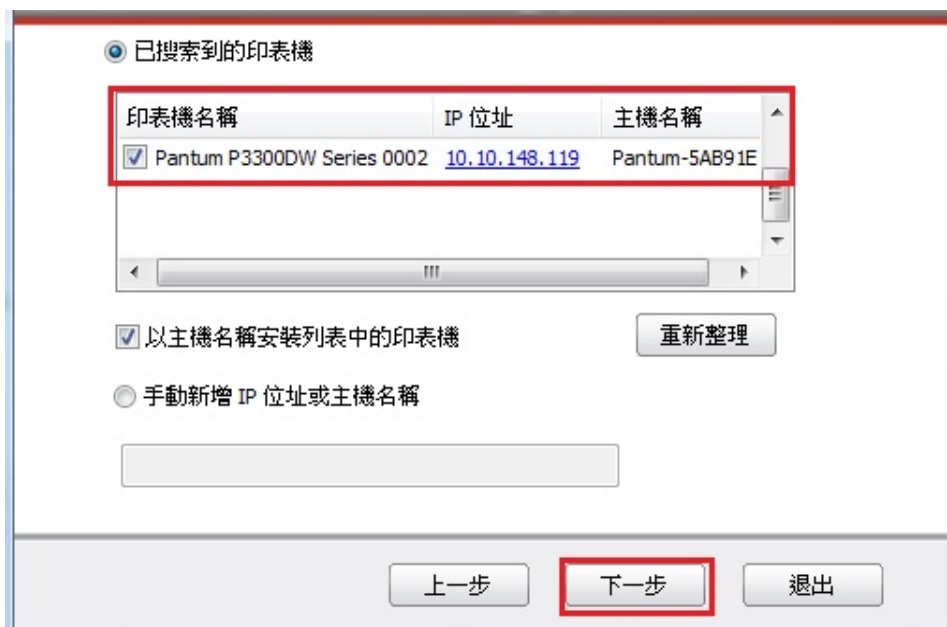 已搜索到的印表機
印表機名稱 IP 位址 主機名稱
Pantum P3300DW Series 0002 10.10.148.119 Pantum-5AB91E
以主機名稱安裝列表中的印表機 重新整理
手動新增 IP 位址或主機名稱
上一步 下一步 退出